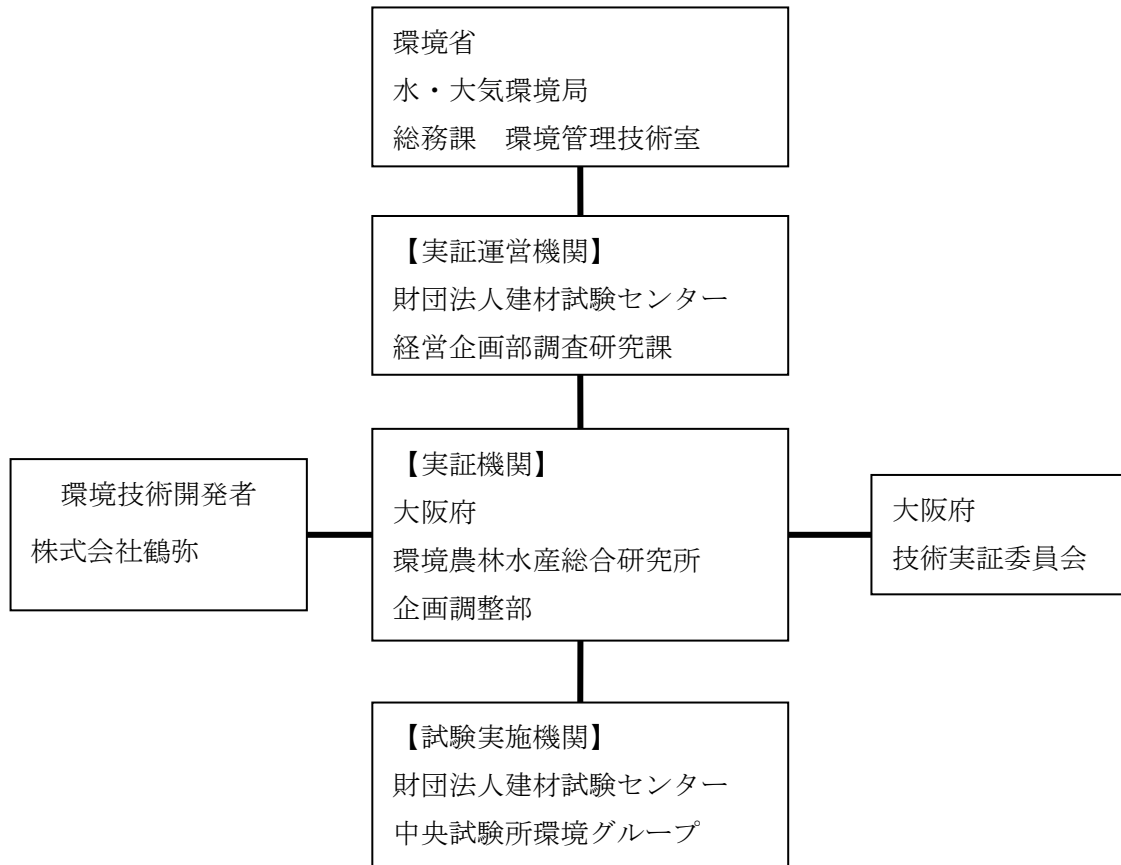 環境省
水・大気環境局
総務課　環境管理技術室
【実証運営機関】
財団法人建材試験センター
経営企画部調査研究課
環境技術開発者
株式会社鶴弥
【実証機関】
大阪府
環境農林水産総合研究所
企画調整部
大阪府
技術実証委員会
【試験実施機関】
財団法人建材試験センター
中央試験所環境グループ